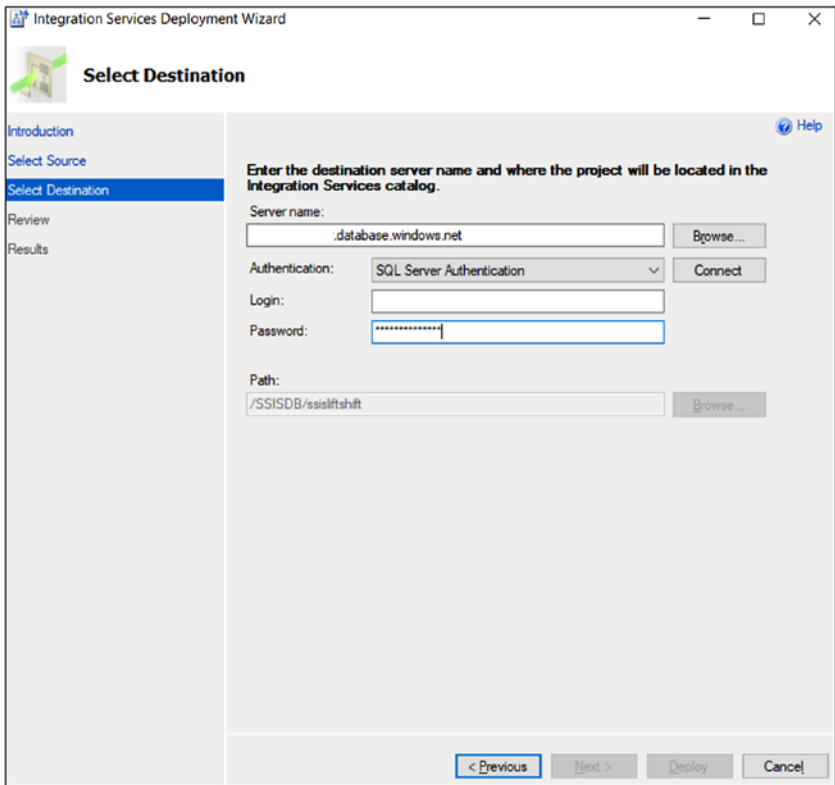 Integration Services Deployment Wizard
Select Destination
Introduction
Select Source
Select Destination
Review
Results
Help
Enter the destination server name and where the project will be located in the
Integration Services catalog.
Server name:
.database.windows.net
Browse...
Authentication:
SQL Server Authentication
Connect
Login:
Password:
**************
Path:
/SSISDB/ssisliftshift
Browse...
< Previous
Next >
Deploy
Cancel